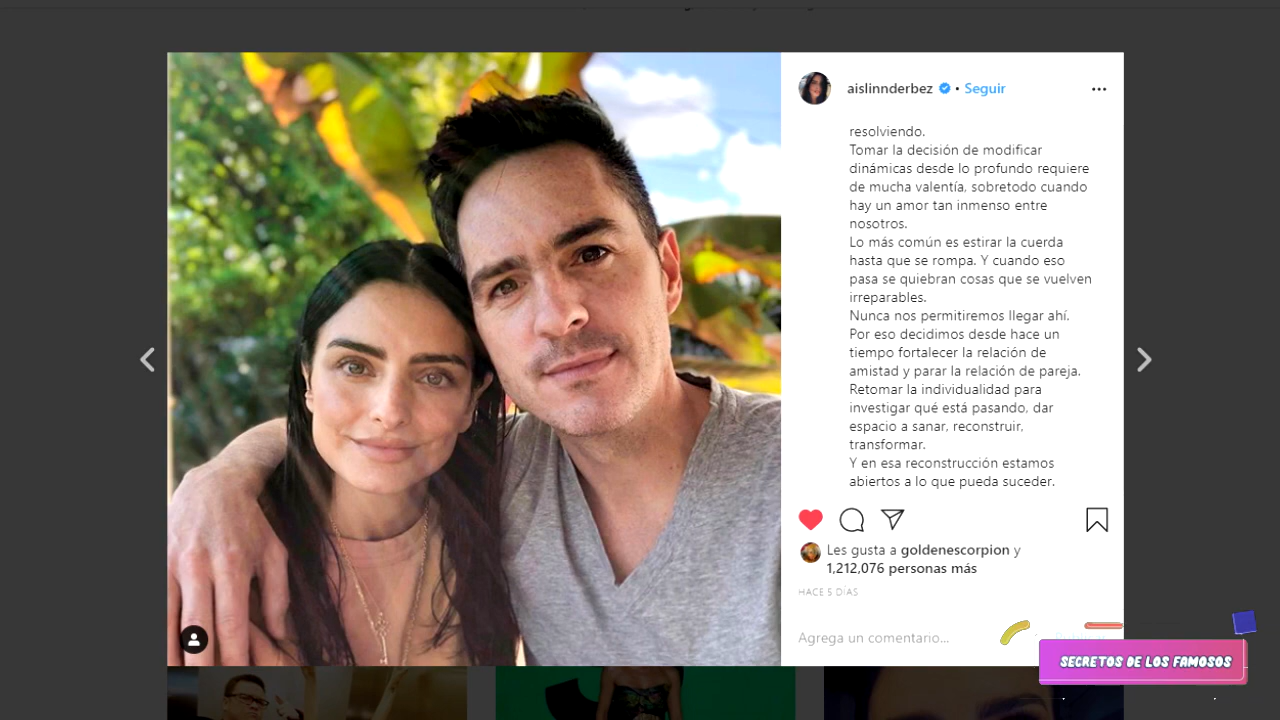 aislinnderbez • Seguir
resolviendo.
Tomar la decisión de modificar
dinámicas desde lo profundo requiere
de mucha valentía, sobretodo cuando
hay un amor tan inmenso entre
nosotros.
Lo más común es estirar la cuerda
hasta que se rompa. Y cuando eso
pasa se quiebran cosas que se vuelven
irreparables.
Nunca nos permitiremos llegar ahí.
Por eso decidimos desde hace un
tiempo fortalecer la relación de
amistad y parar la relación de pareja.
Retomar la individualidad para
investigar qué está pasando, dar
espacio a sanar, reconstruir,
transformar.
Y en esa reconstrucción estamos
abiertos a lo que pueda suceder.
Les gusta a goldenescorpion y
1,212,076 personas más
HACE 5 DÍAS
Agrega un comentario...
SECRETOS DE LOS FAMOSOS